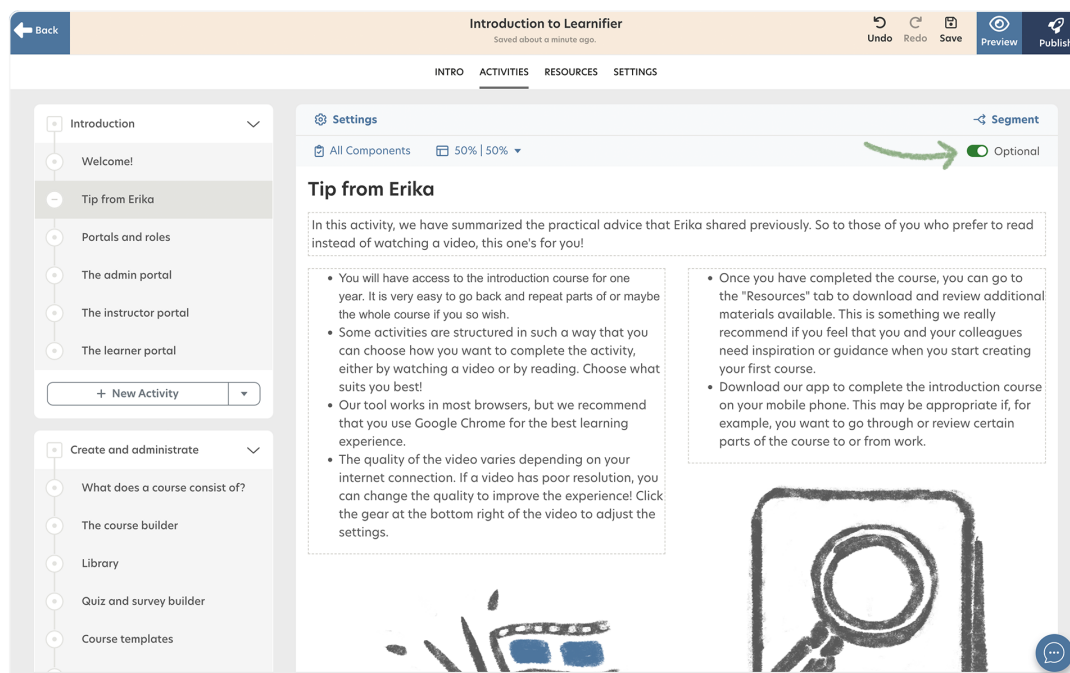 Back
Introduction to Learnifier
Saved about a minute ago.
Undo
Redo
Save
Preview
Publish
INTRO
ACTIVITIES
RESOURCES
SETTINGS
Introduction
Welcome!
Tip from Erika
Portals and roles
The admin portal
The instructor portal
The learner portal
+ New Activity
Create and administrate
What does a course consist of?
The course builder
Library
Quiz and survey builder
Course templates
Settings
Segment
All Components
50% | 50%
Optional
Tip from Erika
In this activity, we have summarized the practical advice that Erika shared previously. So to those of you who prefer to read
instead of watching a video, this one's for you!
• You will have access to the introduction course for one
year. It is very easy to go back and repeat parts of or maybe
the whole course if you so wish.
• Some activities are structured in such a way that you
can choose how you want to complete the activity,
either by watching a video or by reading. Choose what
suits you best!
• Our tool works in most browsers, but we recommend
that you use Google Chrome for the best learning
experience.
• The quality of the video varies depending on your
internet connection. If a video has poor resolution, you
can change the quality to improve the experience! Click
the gear at the bottom right of the video to adjust the
settings.
• Once you have completed the course, you can go to
the "Resources" tab to download and review additional
materials available. This is something we really
recommend if you feel that you and your colleagues
need inspiration or guidance when you start creating
your first course.
• Download our app to complete the introduction course
on your mobile phone. This may be appropriate if, for
example, you want to go through or review certain
parts of the course to or from work.